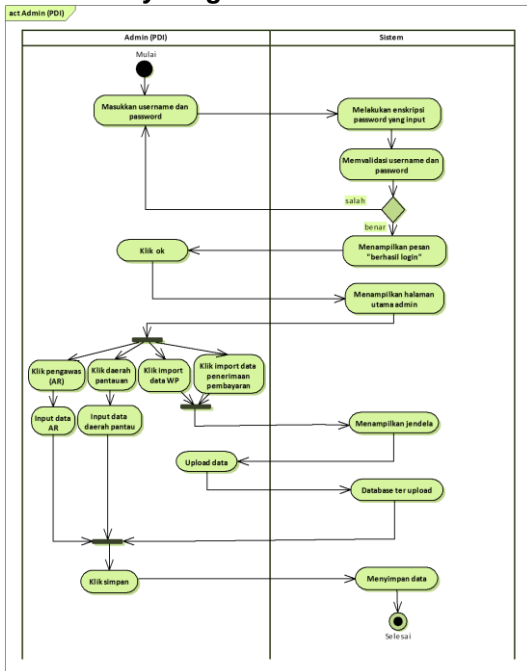 act Admin (PDI)
Admin (PDI)
Sistem
Mulai
Masukkan username dan
password
Melakukan enskripsi
password yang input
Memvalidasi username dan
password
salah
benar
Menampilkan pesan
"berhasil login"
Klik ok
Menampilkan halaman
utama admin
Klik pengawas
(AR)
Klik daerah
pantauan
Klik import
data WP
Klik import data
penerimaan
pembayaran
Input data
AR
Input data
daerah pantau
Menampilkan jendela
Upload data
Database ter upload
Klik simpan
Menyimpan data
Selesai